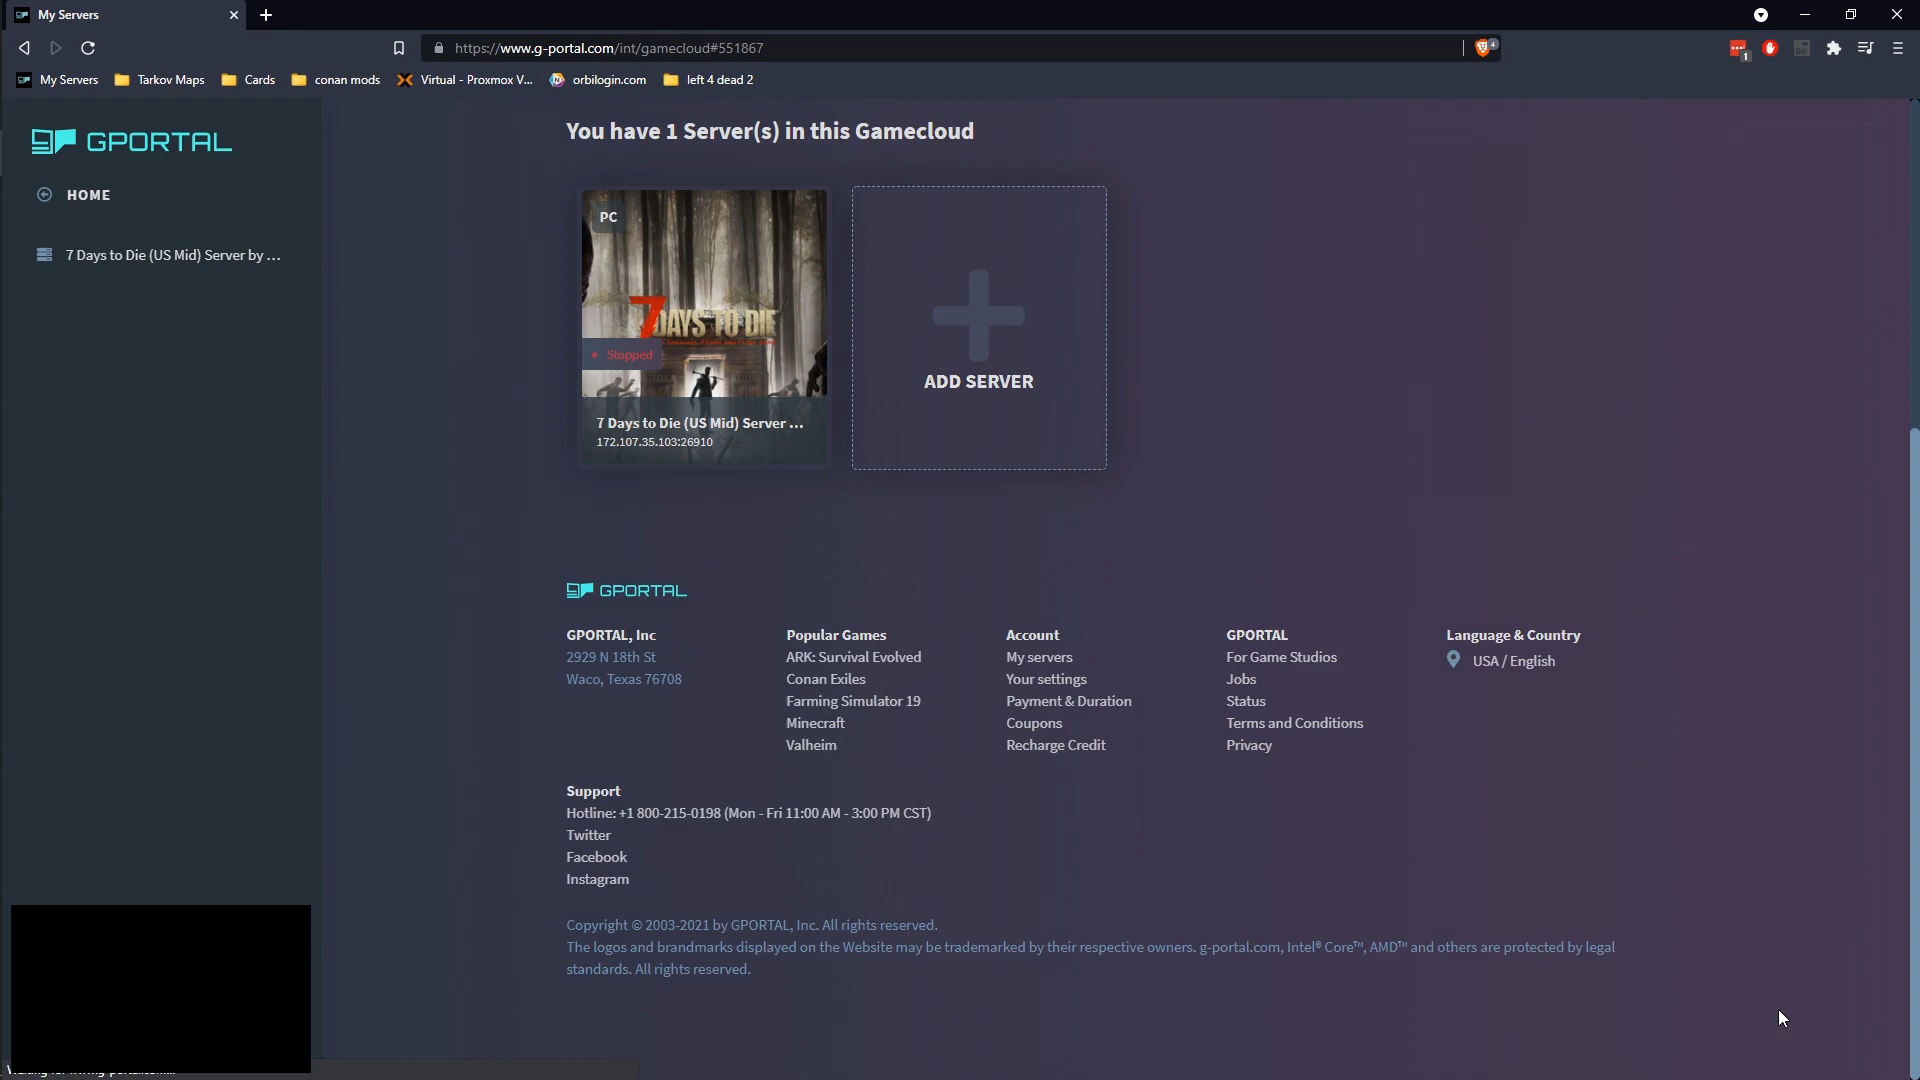 My Servers
https://www.g-portal.com/int/gamecloud#551867
4
1
My Servers
Tarkov Maps
Cards
conan mods
Virtual - Proxmox V...
orbilogin.com
left 4 dead 2
GPORTAL
HOME
7 Days to Die (US Mid) Server by ...
You have 1 Server(s) in this Gamecloud
PC
7 DAYS TO DIE
Stopped
7 Days to Die (US Mid) Server ...
172.107.35.103:26910
ADD SERVER
GPORTAL
GPORTAL, Inc
2929 N 18th St
Waco, Texas 76708
Popular Games
ARK: Survival Evolved
Conan Exiles
Farming Simulator 19
Minecraft
Valheim
Account
My servers
Your settings
Payment & Duration
Coupons
Recharge Credit
GPORTAL
For Game Studios
Jobs
Status
Terms and Conditions
Privacy
Language & Country
USA / English
Support
Hotline: +1 800-215-0198 (Mon - Fri 11:00 AM - 3:00 PM CST)
Twitter
Facebook
Instagram
Copyright © 2003-2021 by GPORTAL, Inc. All rights reserved.
The logos and brandmarks displayed on the Website may be trademarked by their respective owners. g-portal.com, Intel® Core™, AMD™ and others are protected by legal
standards. All rights reserved.